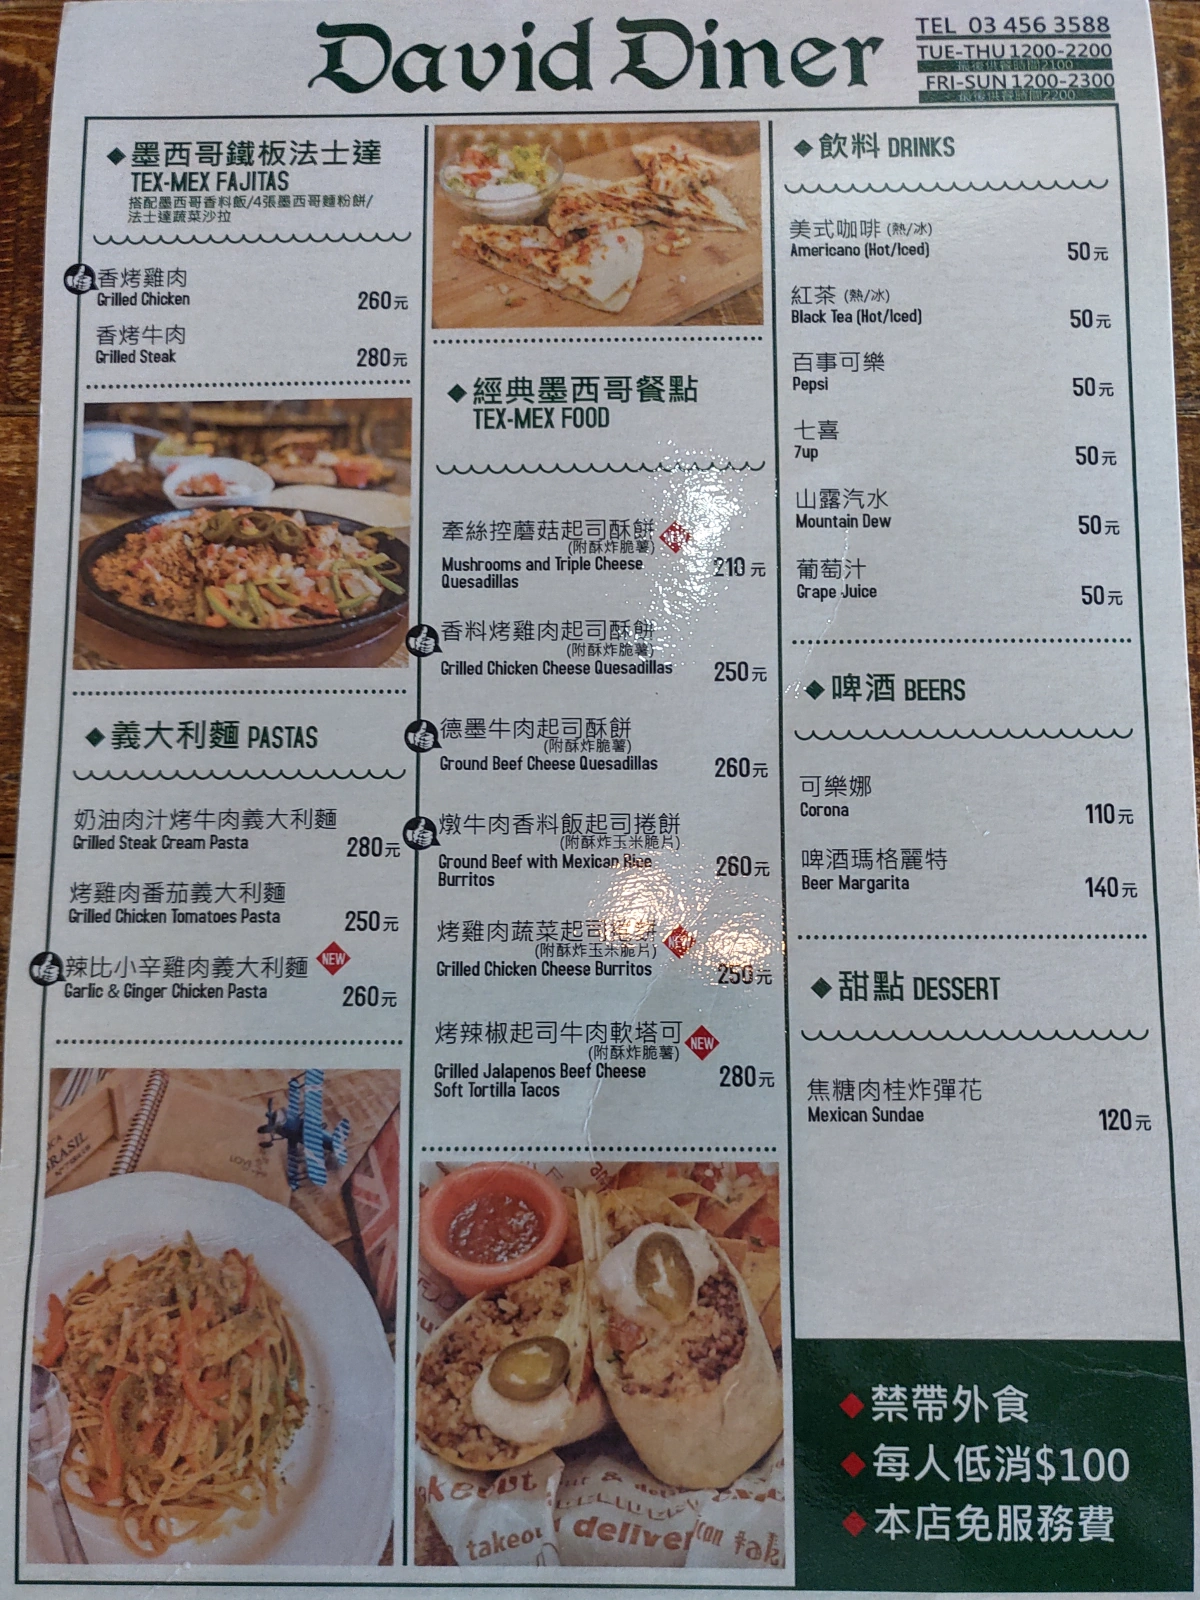 David Diner
TEL 03 456 3588
TUE-THU 1200-2200
最後供餐時間2100
FRI-SUN 1200-2300
最後供餐時間2200
墨西哥鐵板法士達
TEX-MEX FAJITAS
搭配墨西哥香料飯/4張墨西哥麵粉餅/
法士達蔬菜沙拉
香烤雞肉
Grilled Chicken 260元
香烤牛肉
Grilled Steak 280元
義大利麵 PASTAS
奶油肉汁烤牛肉義大利麵
Grilled Steak Cream Pasta 280元
烤雞肉番茄義大利麵
Grilled Chicken Tomatoes Pasta 250元
辣比小辛雞肉義大利麵 NEW
Garlic & Ginger Chicken Pasta 260元
BRASIL
經典墨西哥餐點
TEX-MEX FOOD
牽絲控蘑菇起司酥餅 NEW
(附酥炸脆薯)
Mushrooms and Triple Cheese 210元
Quesadillas
香料烤雞肉起司酥餅
(附酥炸脆薯)
Grilled Chicken Cheese Quesadillas 250元
德墨牛肉起司酥餅
(附酥炸脆薯)
Ground Beef Cheese Quesadillas 260元
燉牛肉香料飯起司捲餅
(附酥炸玉米脆片)
Ground Beef with Mexican Rice 260元
Burritos
烤雞肉蔬菜起司捲餅 NEW
(附酥炸玉米脆片)
Grilled Chicken Cheese Burritos 250元
烤辣椒起司牛肉軟塔可 NEW
(附酥炸脆薯)
Grilled Jalapenos Beef Cheese 280元
Soft Tortilla Tacos
takeout
deliver
飲料 DRINKS
美式咖啡 (熱/冰)
Americano (Hot/Iced) 50元
紅茶 (熱/冰)
Black Tea (Hot/Iced) 50元
百事可樂
Pepsi 50元
七喜
7up 50元
山露汽水
Mountain Dew 50元
葡萄汁
Grape Juice 50元
啤酒 BEERS
可樂娜
Corona 110元
啤酒瑪格麗特
Beer Margarita 140元
甜點 DESSERT
焦糖肉桂炸彈花
Mexican Sundae 120元
禁帶外食
每人低消$100
本店免服務費